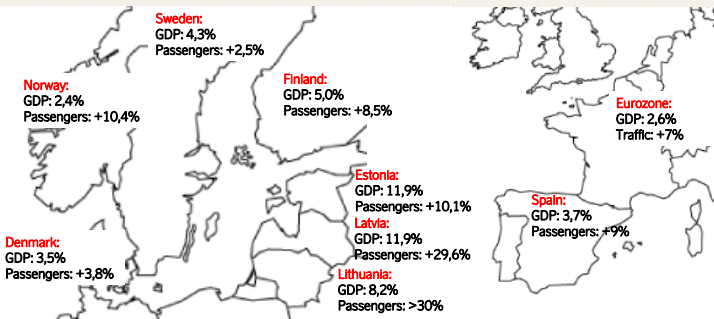 Sweden:
GDP: 4,3%
Passengers: +2,5%
Norway:
GDP: 2,4%
Passengers: +10,4%
Finland:
GDP: 5,0%
Passengers: +8,5%
Eurozone:
GDP: 2,6%
Traffic: +7%
Estonia:
GDP: 11,9%
Passengers: +10,1%
Latvia:
GDP: 11,9%
Passengers: +29,6%
Lithuania:
GDP: 8,2%
Passengers: >30%
Spain:
GDP: 3,7%
Passengers: +9%
Denmark:
GDP: 3,5%
Passengers: +3,8%